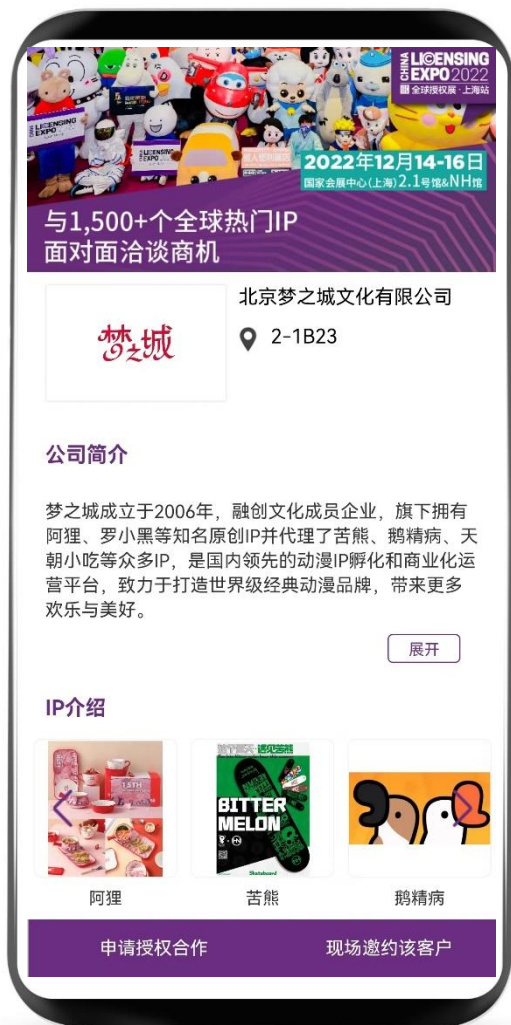 CHINA
LICENSING
EXPO 2022
全球授权展·上海站
LICENSING
EXPO
LICENSING
EXPO
2022年12月14-16日
国家会展中心(上海)2.1号馆&NH馆
与1,500+个全球热门IP
面对面洽谈商机
北京梦之城文化有限公司
梦之城
2-1B23
公司简介
梦之城成立于2006年，融创文化成员企业，旗下拥有
阿狸、罗小黑等知名原创IP并代理了苦熊、鹅精病、天
朝小吃等众多IP，是国内领先的动漫IP孵化和商业化运
营平台，致力于打造世界级经典动漫品牌，带来更多
欢乐与美好。
展开
IP介绍
15TH
遇见苦熊
BITTER
MELON
Skateboard
阿狸
苦熊
鹅精病
申请授权合作
现场邀约该客户